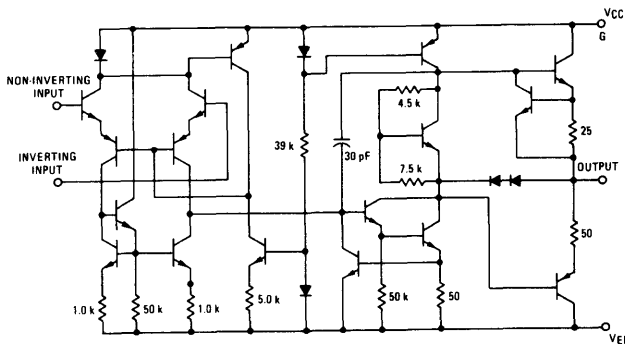 VCC
G
NON-INVERTING
INPUT
4.5 k
25
39 k
INVERTING
INPUT
30 pF
7.5 k
OUTPUT
50
1.0 k
50 k
1.0 k
5.0 k
50 k
50
VEE